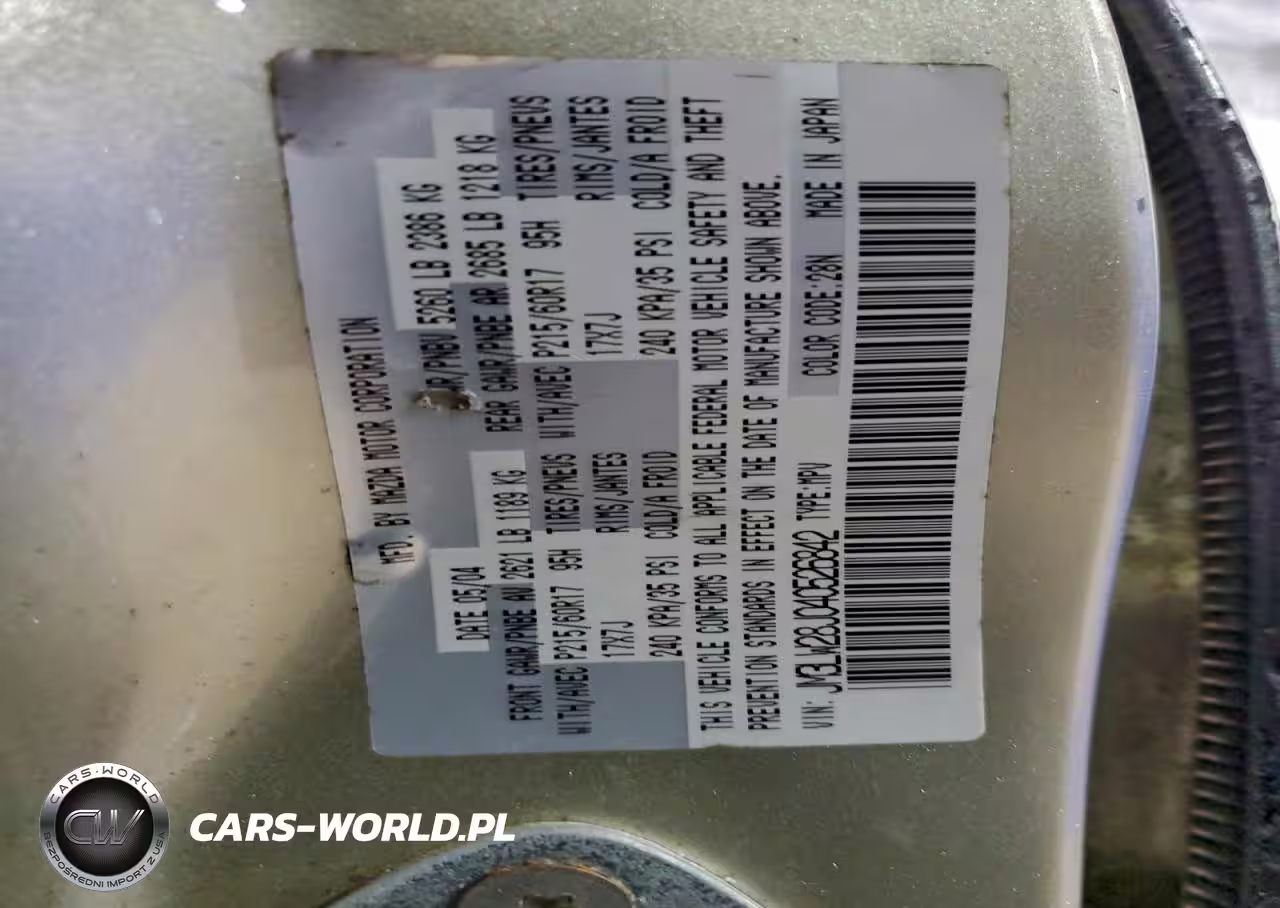 MFD. BY MAZDA MOTOR CORPORATION
DATE 05/04 /PNBV 5260 LB 2386 KG
FRONT GAWR/PNBE AV 2621 LB 1189 KG REAR GAWR/PNBE AR 2685 LB 1218 KG
WITH/AVEC P215/60R17 95H TIRES/PNEUS WITH/AVEC P215/60R17 95H TIRES/PNEUS
17X7J RIMS/JANTES 17X7J RIMS/JANTES
240 KPA/35 PSI COLD/A FROID 240 KPA/35 PSI COLD/A FROID
THIS VEHICLE CONFIRMS TO ALL APPLICABLE FEDERAL MOTOR VEHICLE SAFETY AND THEFT
PREVENTION STANDARDS IN EFFECT ON THE DATE OF MANUFACTURE SHOWN ABOVE.
VIN: JM3LW28J040526842 TYPE:MPV COLOR CODE:28N MADE IN JAPAN
CARS-WORLD
CW
BEZPOŚREDNI IMPORT Z USA
CARS-WORLD.PL